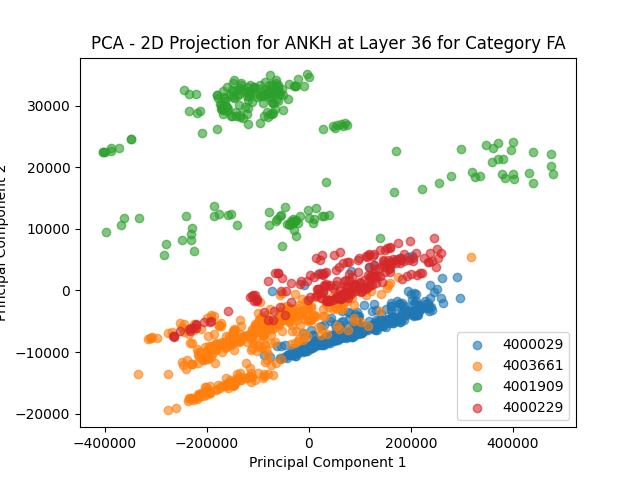 PCA - 2D Projection for ANKH at Layer 36 for Category FA
30000
20000
10000
0
−10000
−20000
Principal Component 2
−400000 −200000 0 200000 400000
Principal Component 1
4000029
4003661
4001909
4000229